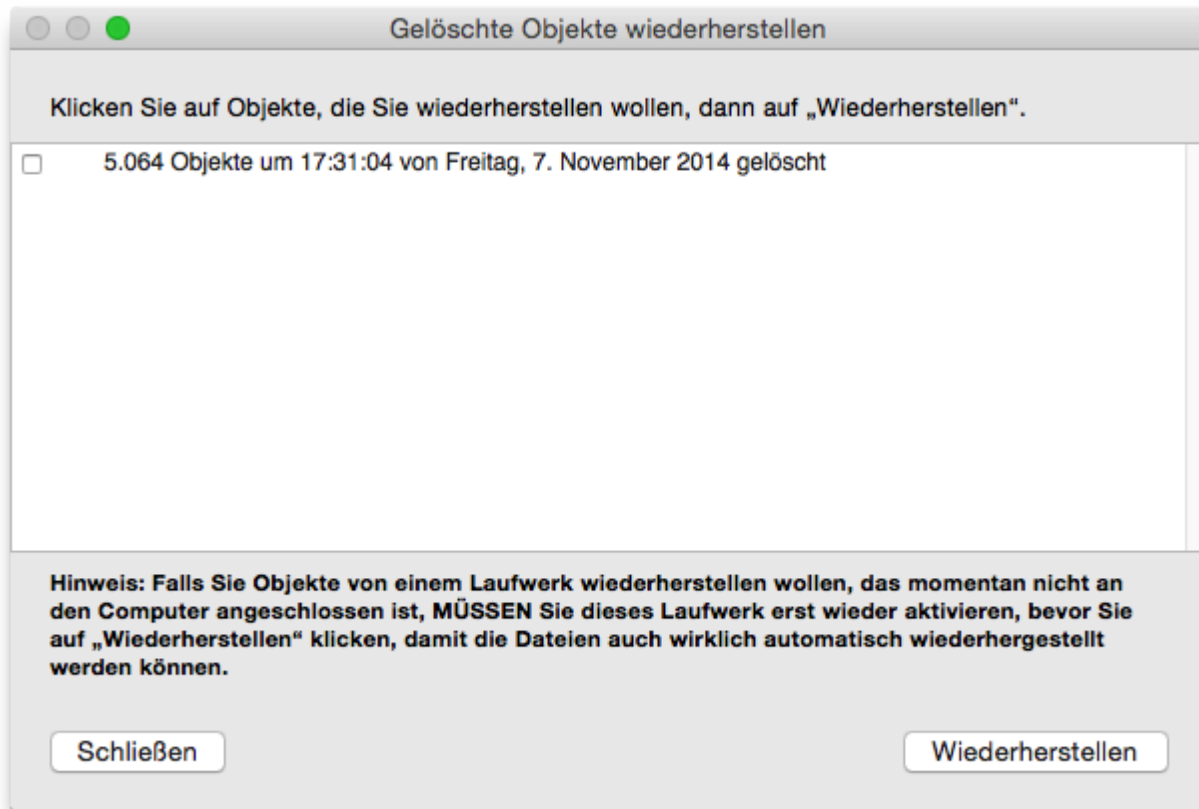 Gelöschte Objekte wiederherstellen
Klicken Sie auf Objekte, die Sie wiederherstellen wollen, dann auf „Wiederherstellen“.
5.064 Objekte um 17:31:04 von Freitag, 7. November 2014 gelöscht
Hinweis: Falls Sie Objekte von einem Laufwerk wiederherstellen wollen, das momentan nicht an
den Computer angeschlossen ist, MÜSSEN Sie dieses Laufwerk erst wieder aktivieren, bevor Sie
auf „Wiederherstellen“ klicken, damit die Dateien auch wirklich automatisch wiederhergestellt
werden können.
Schließen
Wiederherstellen